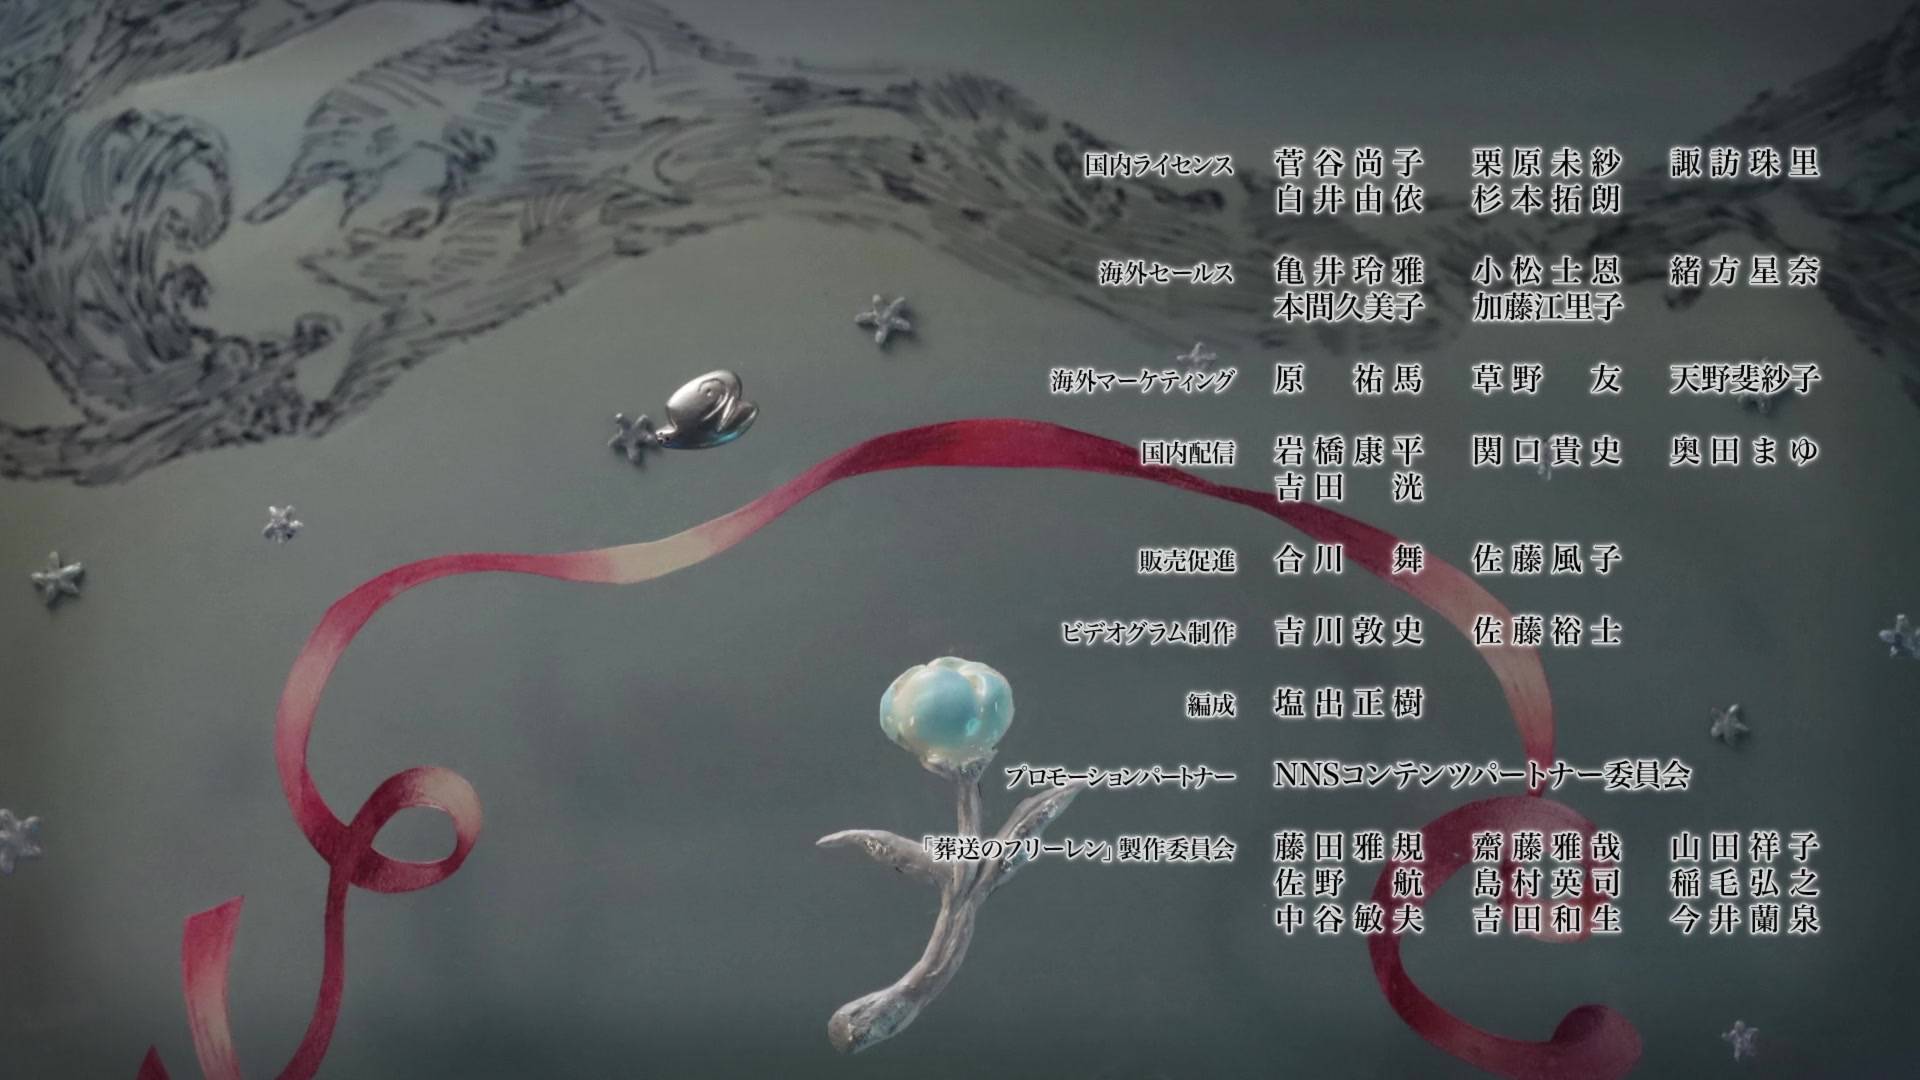 国内ライセンス 菅谷尚子 栗原未紗 諏訪珠里
白井由依 杉本拓朗
海外セールス 亀井玲雅 小松士恩 緒方星奈
本間久美子 加藤江里子
海外マーケティング 原祐馬 草野友 天野斐紗子
国内配信 岩橋康平 関口貴史 奥田まゆ
吉田洸
販売促進 合川舞 佐藤風子
ビデオグラム制作 吉川敦史 佐藤裕士
編成 塩出正樹
プロモーションパートナー NNSコンテンツパートナー委員会
「葬送のフリーレン」製作委員会 藤田雅規 齋藤雅哉 山田祥子
佐野航 島村英司 稲毛弘之
中谷敏夫 吉田和生 今井蘭泉